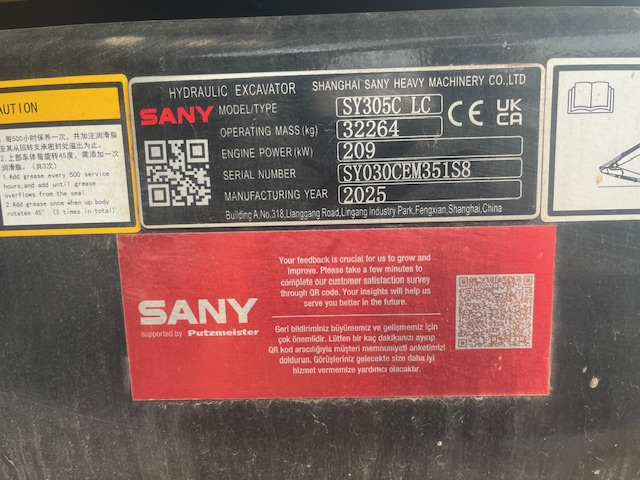 HYDRAULIC EXCAVATOR SHANGHAI SANY HEAVY MACHINERY CO.,LTD
SANY
MODEL/TYPE SY305C LC
CE UK CA
OPERATING MASS(kg) 32264
ENGINE POWER(kW) 209
SERIAL NUMBER SY030CEM351S8
MANUFACTURING YEAR 2025
Building A,No.318,Lianggang Road,Lingang Industry Park,Fengxian,Shanghai,China
AUTION
每500小时保养一次，共加注润滑脂
至其从回转支承密封处溢出为止。
2.上部车体每旋转45度，需添加一次
润滑脂。（共3次）
1.Add grease every 500 service
hours,and add until grease
overflows from the seal.
2.Add grease once when up body
rotates 45°.(3 times in total)
Your feedback is crucial for us to grow and
improve. Please take a few minutes to
complete our customer satisfaction survey
through QR code. Your insights will help us
serve you better in the future.
SANY
supported by Putzmeister
Geri bildiriminiz büyümemiz ve gelişmemiz için
çok önemlidir. Lütfen bir kaç dakikanızı ayırıp
QR kod aracılığıyla müşteri memnuniyeti anketimizi
doldurun. Görüşleriniz gelecekte size daha iyi
hizmet vermemize yardımcı olacaktır.